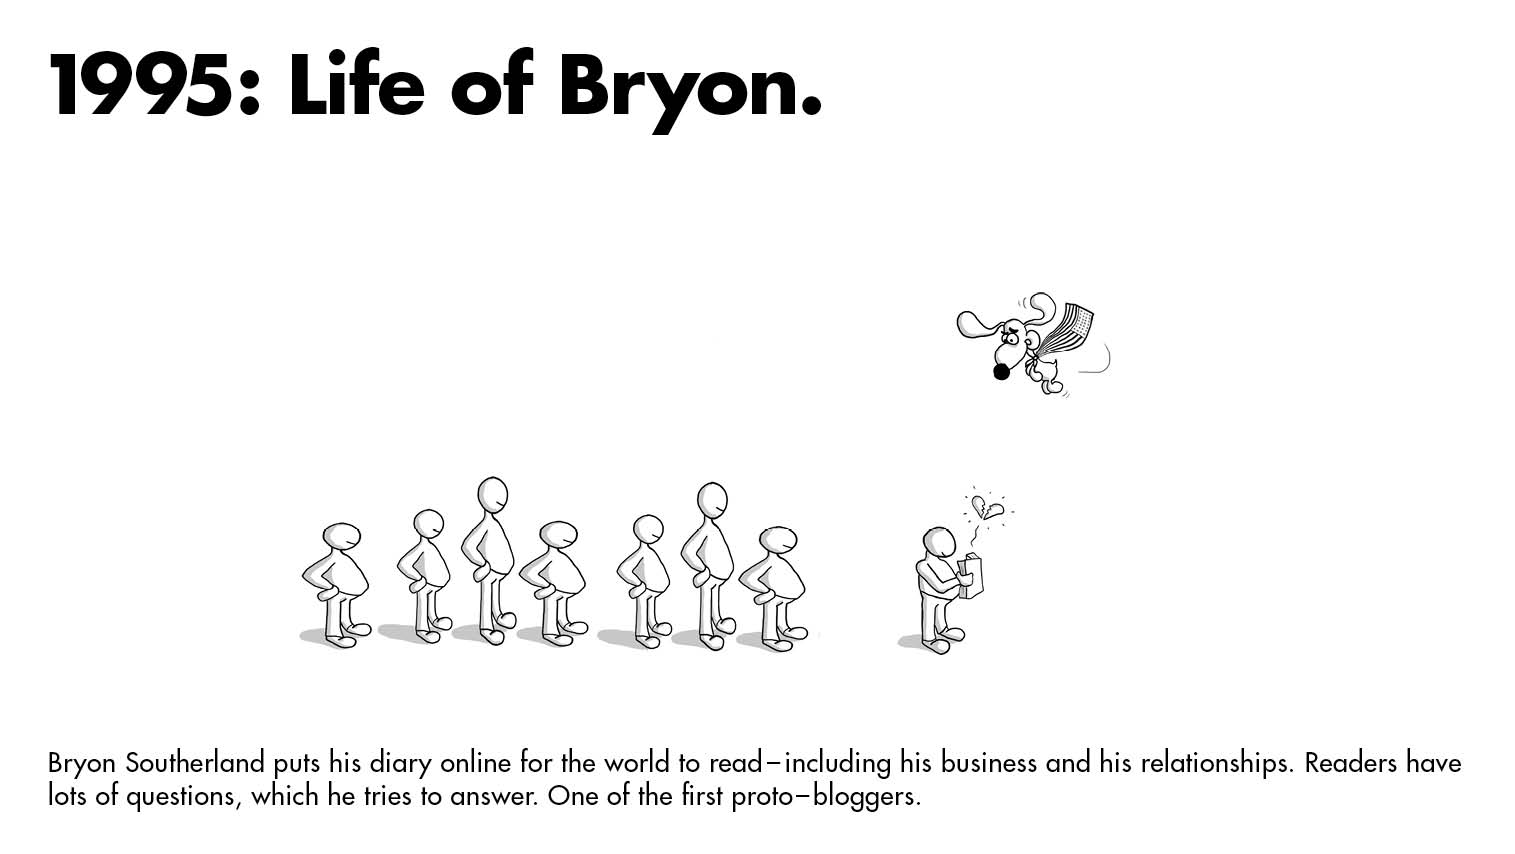 1995: Life of Bryon.
Bryon Southerland puts his diary online for the world to read–including his business and his relationships. Readers have
lots of questions, which he tries to answer. One of the first proto–bloggers.